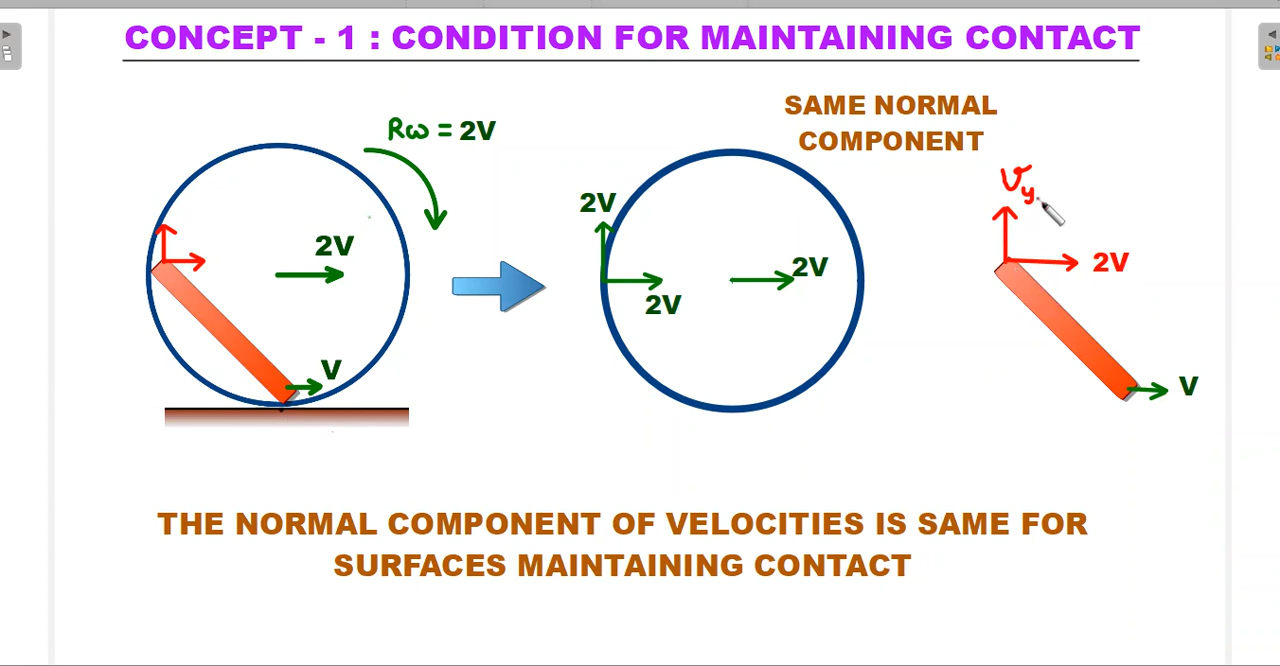 CONCEPT - 1 : CONDITION FOR MAINTAINING CONTACT
Rω = 2V
2V
V
SAME NORMAL
COMPONENT
2V
2V
2V
Vy
2V
V
THE NORMAL COMPONENT OF VELOCITIES IS SAME FOR
SURFACES MAINTAINING CONTACT